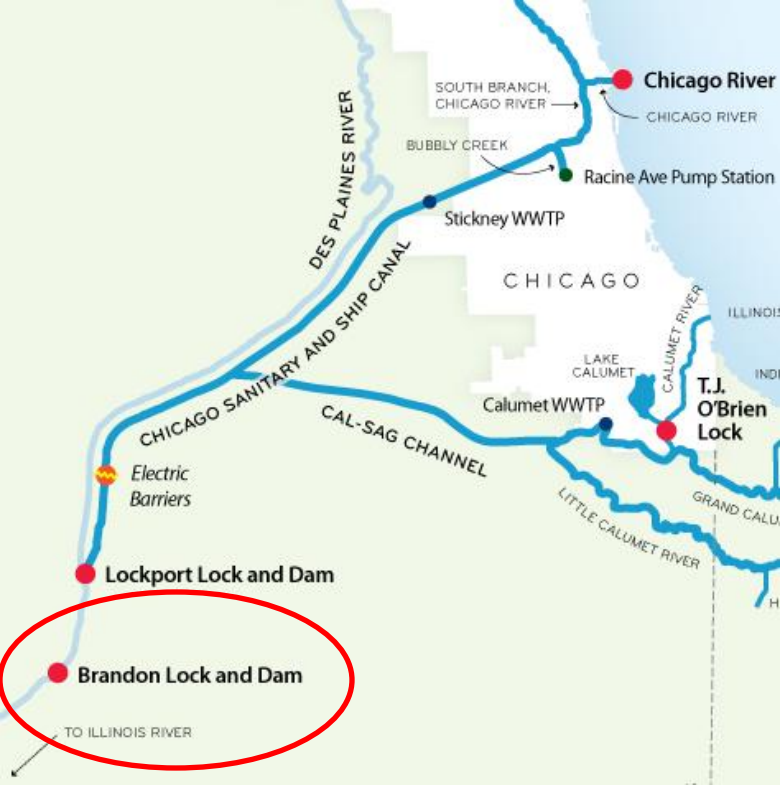 Chicago River
SOUTH BRANCH,
CHICAGO RIVER
CHICAGO RIVER
DES PLAINES RIVER
BUBBLY CREEK
Racine Ave Pump Station
Stickney WWTP
CHICAGO
CHICAGO SANITARY AND SHIP CANAL
CALUMET RIVER
ILLINOIS
LAKE
CALUMET
IND
T.J.
O'Brien
Lock
Calumet WWTP
CAL-SAG CHANNEL
Electric
Barriers
LITTLE CALUMET RIVER
GRAND CALU
Lockport Lock and Dam
H
Brandon Lock and Dam
TO ILLINOIS RIVER